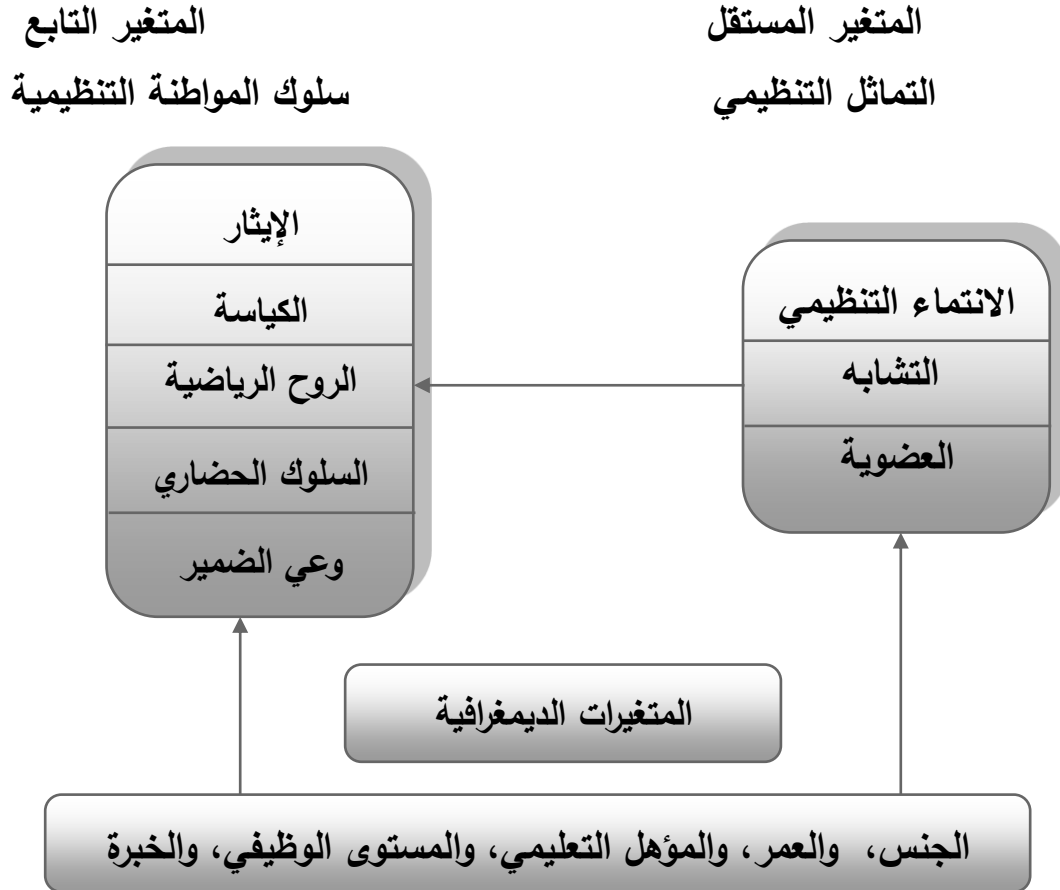 المتغير المستقل
المتغير التابع
التماثل التنظيمي
سلوك المواطنة التنظيمية
الانتماء التنظيمي
التشابه
العضوية
الإيثار
الكياسة
الروح الرياضية
السلوك الحضاري
وعي الضمير
المتغيرات الديمغرافية
الجنس، والعمر، والمؤهل التعليمي، والمستوى الوظيفي، والخبرة